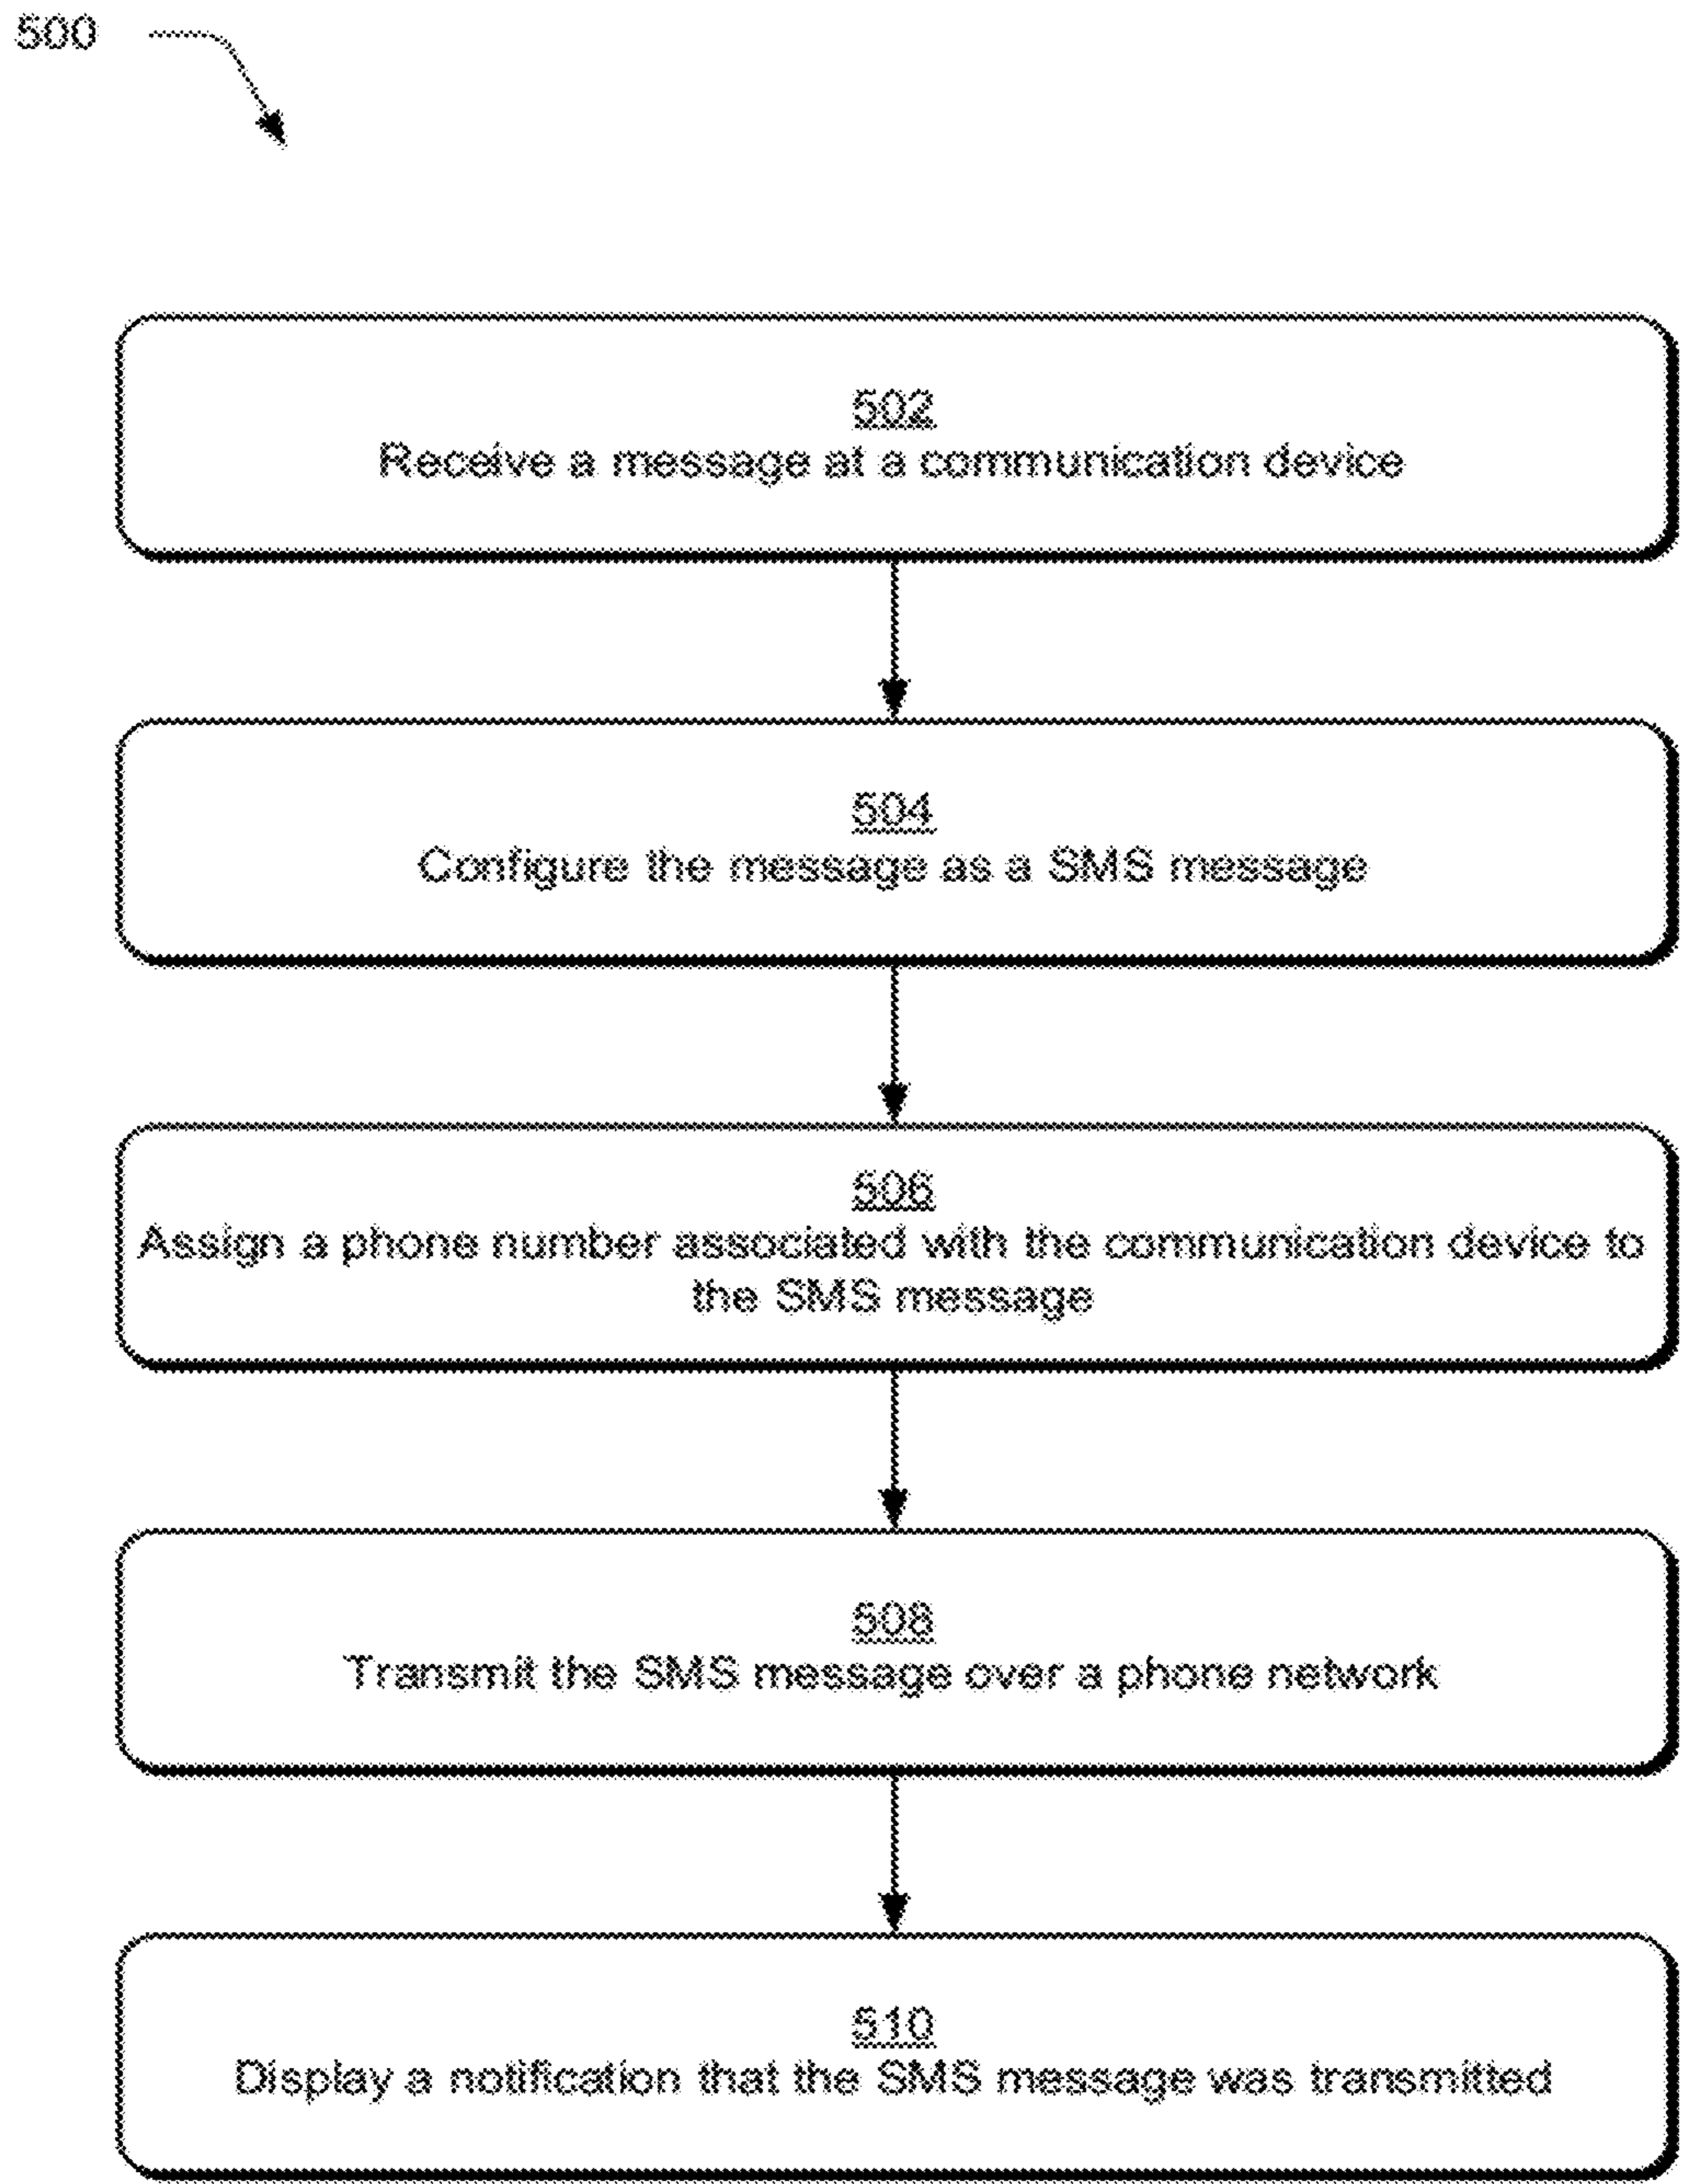 500
502
Receive a message at a communication device
504
Configure the message as a SMS message
506
Assign a phone number associated with the communication device to
the SMS message
508
Transmit the SMS message over a phone network
510
Display a notification that the SMS message was transmitted